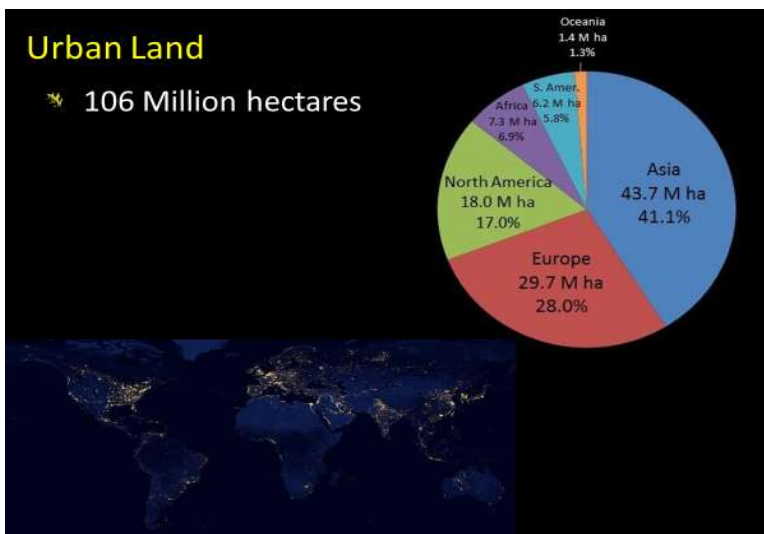 Urban Land
106 Million hectares
Oceania
1.4 M ha
1.3%
S. Amer.
6.2 M ha
5.8%
Africa
7.3 M ha
6.9%
North America
18.0 M ha
17.0%
Asia
43.7 M ha
41.1%
Europe
29.7 M ha
28.0%